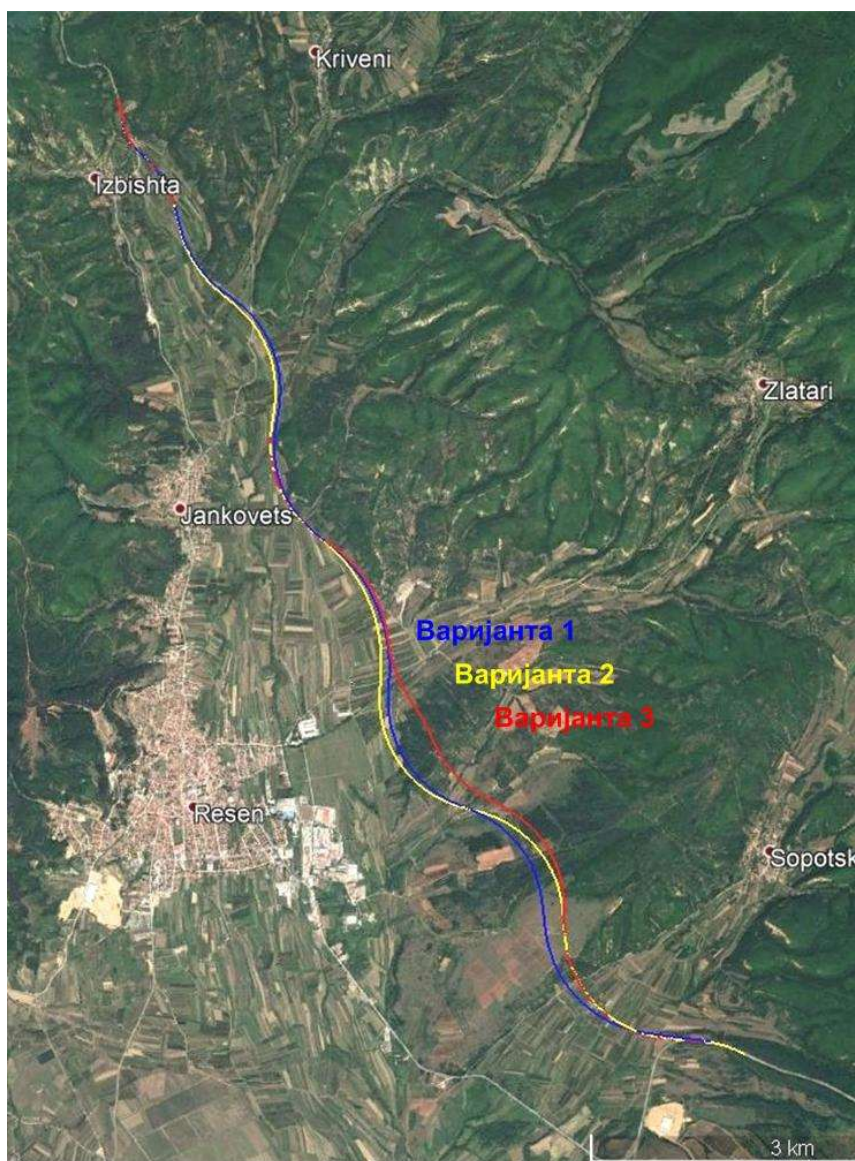 Kriveni
Izbishta
Zlatari
Jankovets
Варијанта 1
Варијанта 2
Варијанта 3
Resen
Sopotsk
3 km